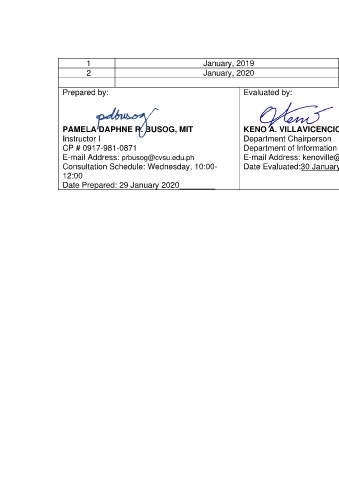 1 January, 2019
2 January, 2020
Prepared by:
pdbusog
PAMELA DAPHNE R. BUSOG, MIT
Instructor I
CP # 0917-981-0871
E-mail Address: prbusog@cvsu.edu.ph
Consultation Schedule: Wednesday, 10:00-
12:00
Date Prepared: 29 January 2020
Evaluated by:
KENO A. VILLAVICENCIO
Department Chairperson
Department of Information
E-mail Address: kenoville@
Date Evaluated:30 January